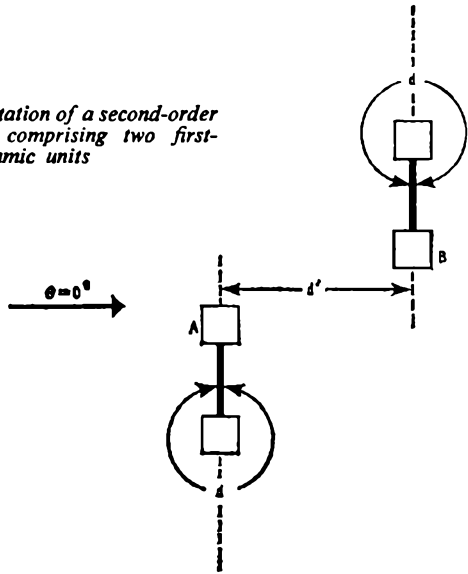 tation of a second-order
comprising two first-
amic units
d
B
d'
θ=0°
A
d